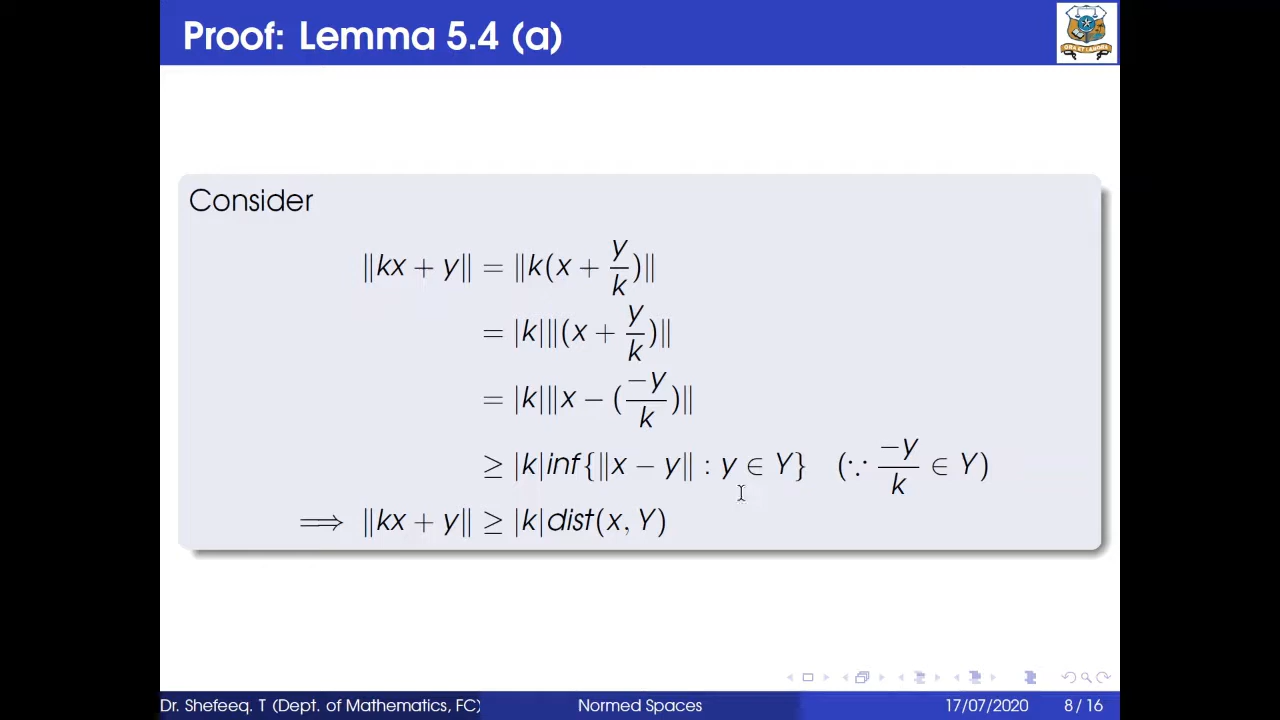 Proof: Lemma 5.4 (a)
Consider
‖kx + y‖ = ‖k(x + y/k)‖
= |k|‖(x + y/k)‖
= |k|‖x − (−y/k)‖
≥ |k|inf{‖x − y‖ : y ∈ Y} (∵ −y/k ∈ Y)
⟹ ‖kx + y‖ ≥ |k|dist(x, Y)
Dr. Shefeeq. T (Dept. of Mathematics, FC) Normed Spaces 17/07/2020 8 / 16